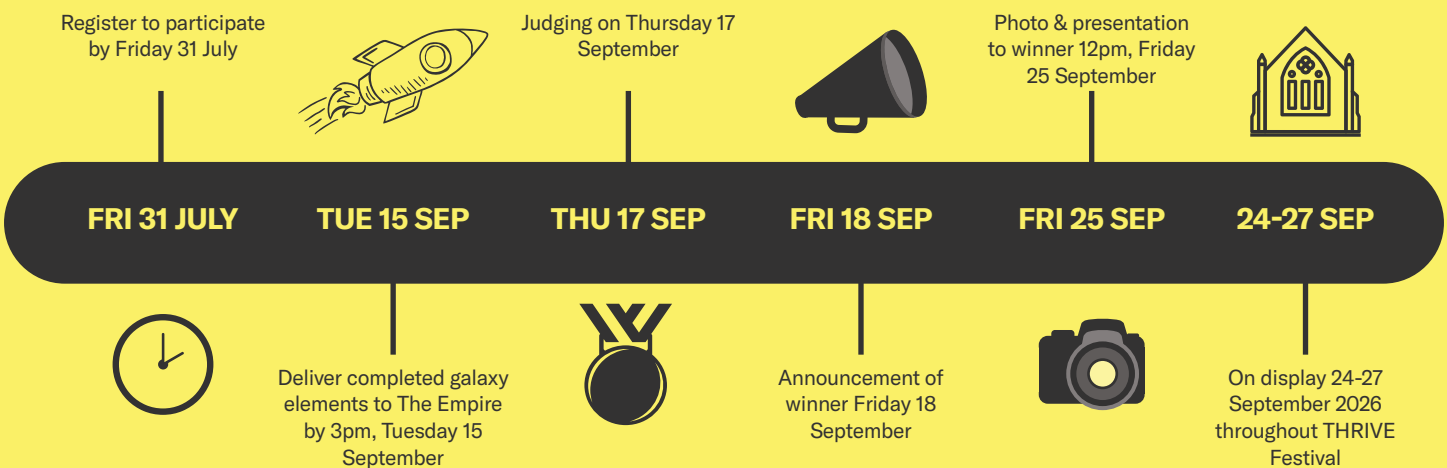 Register to participate
by Friday 31 July
Judging on Thursday 17
September
Photo & presentation
to winner 12pm, Friday
25 September
FRI 31 JULY
TUE 15 SEP
THU 17 SEP
FRI 18 SEP
FRI 25 SEP
24-27 SEP
Deliver completed galaxy
elements to The Empire
by 3pm, Tuesday 15
September
Announcement of
winner Friday 18
September
On display 24-27
September 2026
throughout THRIVE
Festival